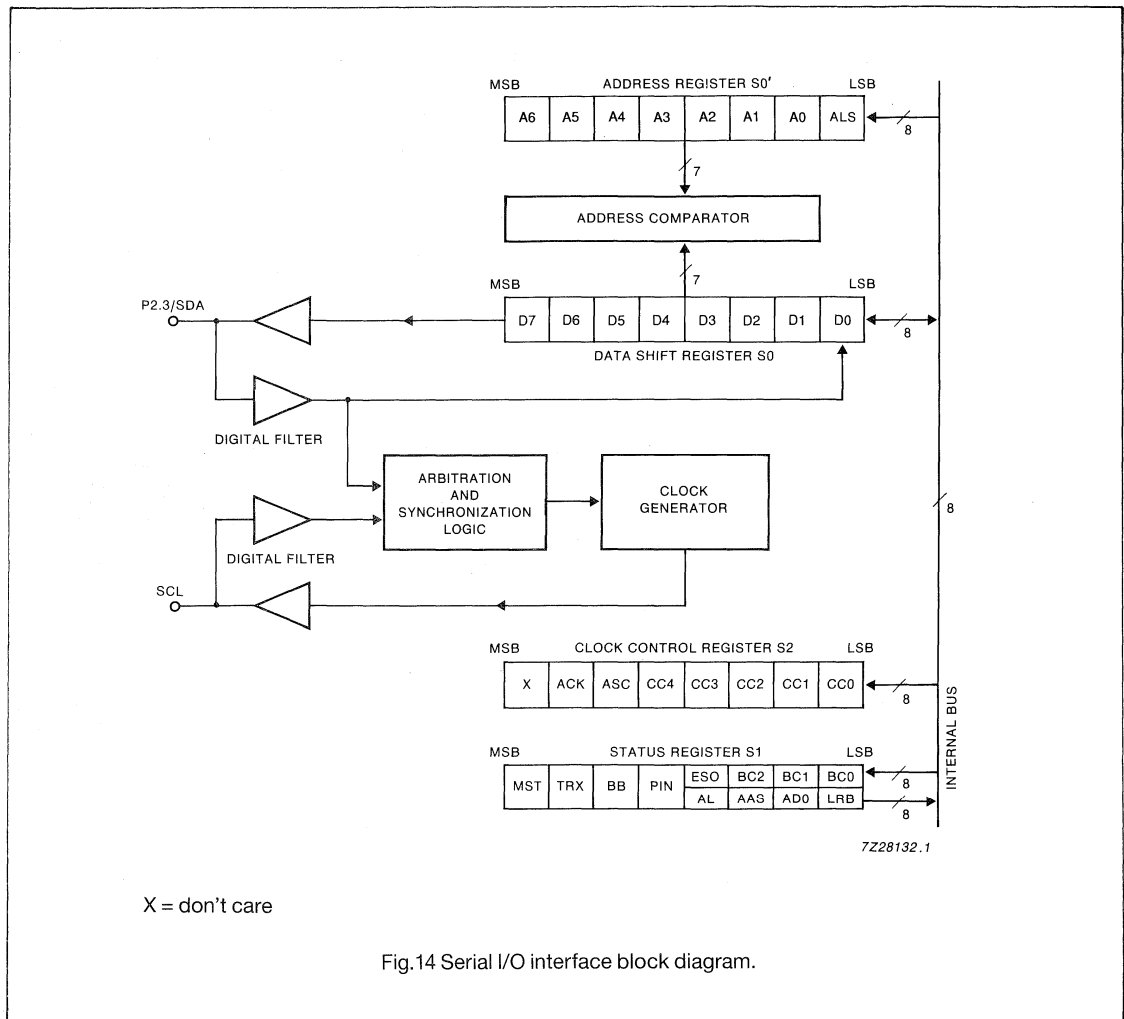 MSB ADDRESS REGISTER S0' LSB
A6 A5 A4 A3 A2 A1 A0 ALS
8
7
ADDRESS COMPARATOR
7
MSB LSB
P2.3/SDA
D7 D6 D5 D4 D3 D2 D1 D0
8
DATA SHIFT REGISTER S0
DIGITAL FILTER
ARBITRATION
AND
SYNCHRONIZATION
LOGIC
CLOCK
GENERATOR
8
DIGITAL FILTER
SCL
MSB CLOCK CONTROL REGISTER S2 LSB
X ACK ASC CC4 CC3 CC2 CC1 CC0
8
INTERNAL BUS
MSB STATUS REGISTER S1 LSB
MST TRX BB PIN
ESO BC2 BC1 BC0
8
AL AAS AD0 LRB
8
7Z28132.1
X = don't care
Fig.14 Serial I/O interface block diagram.